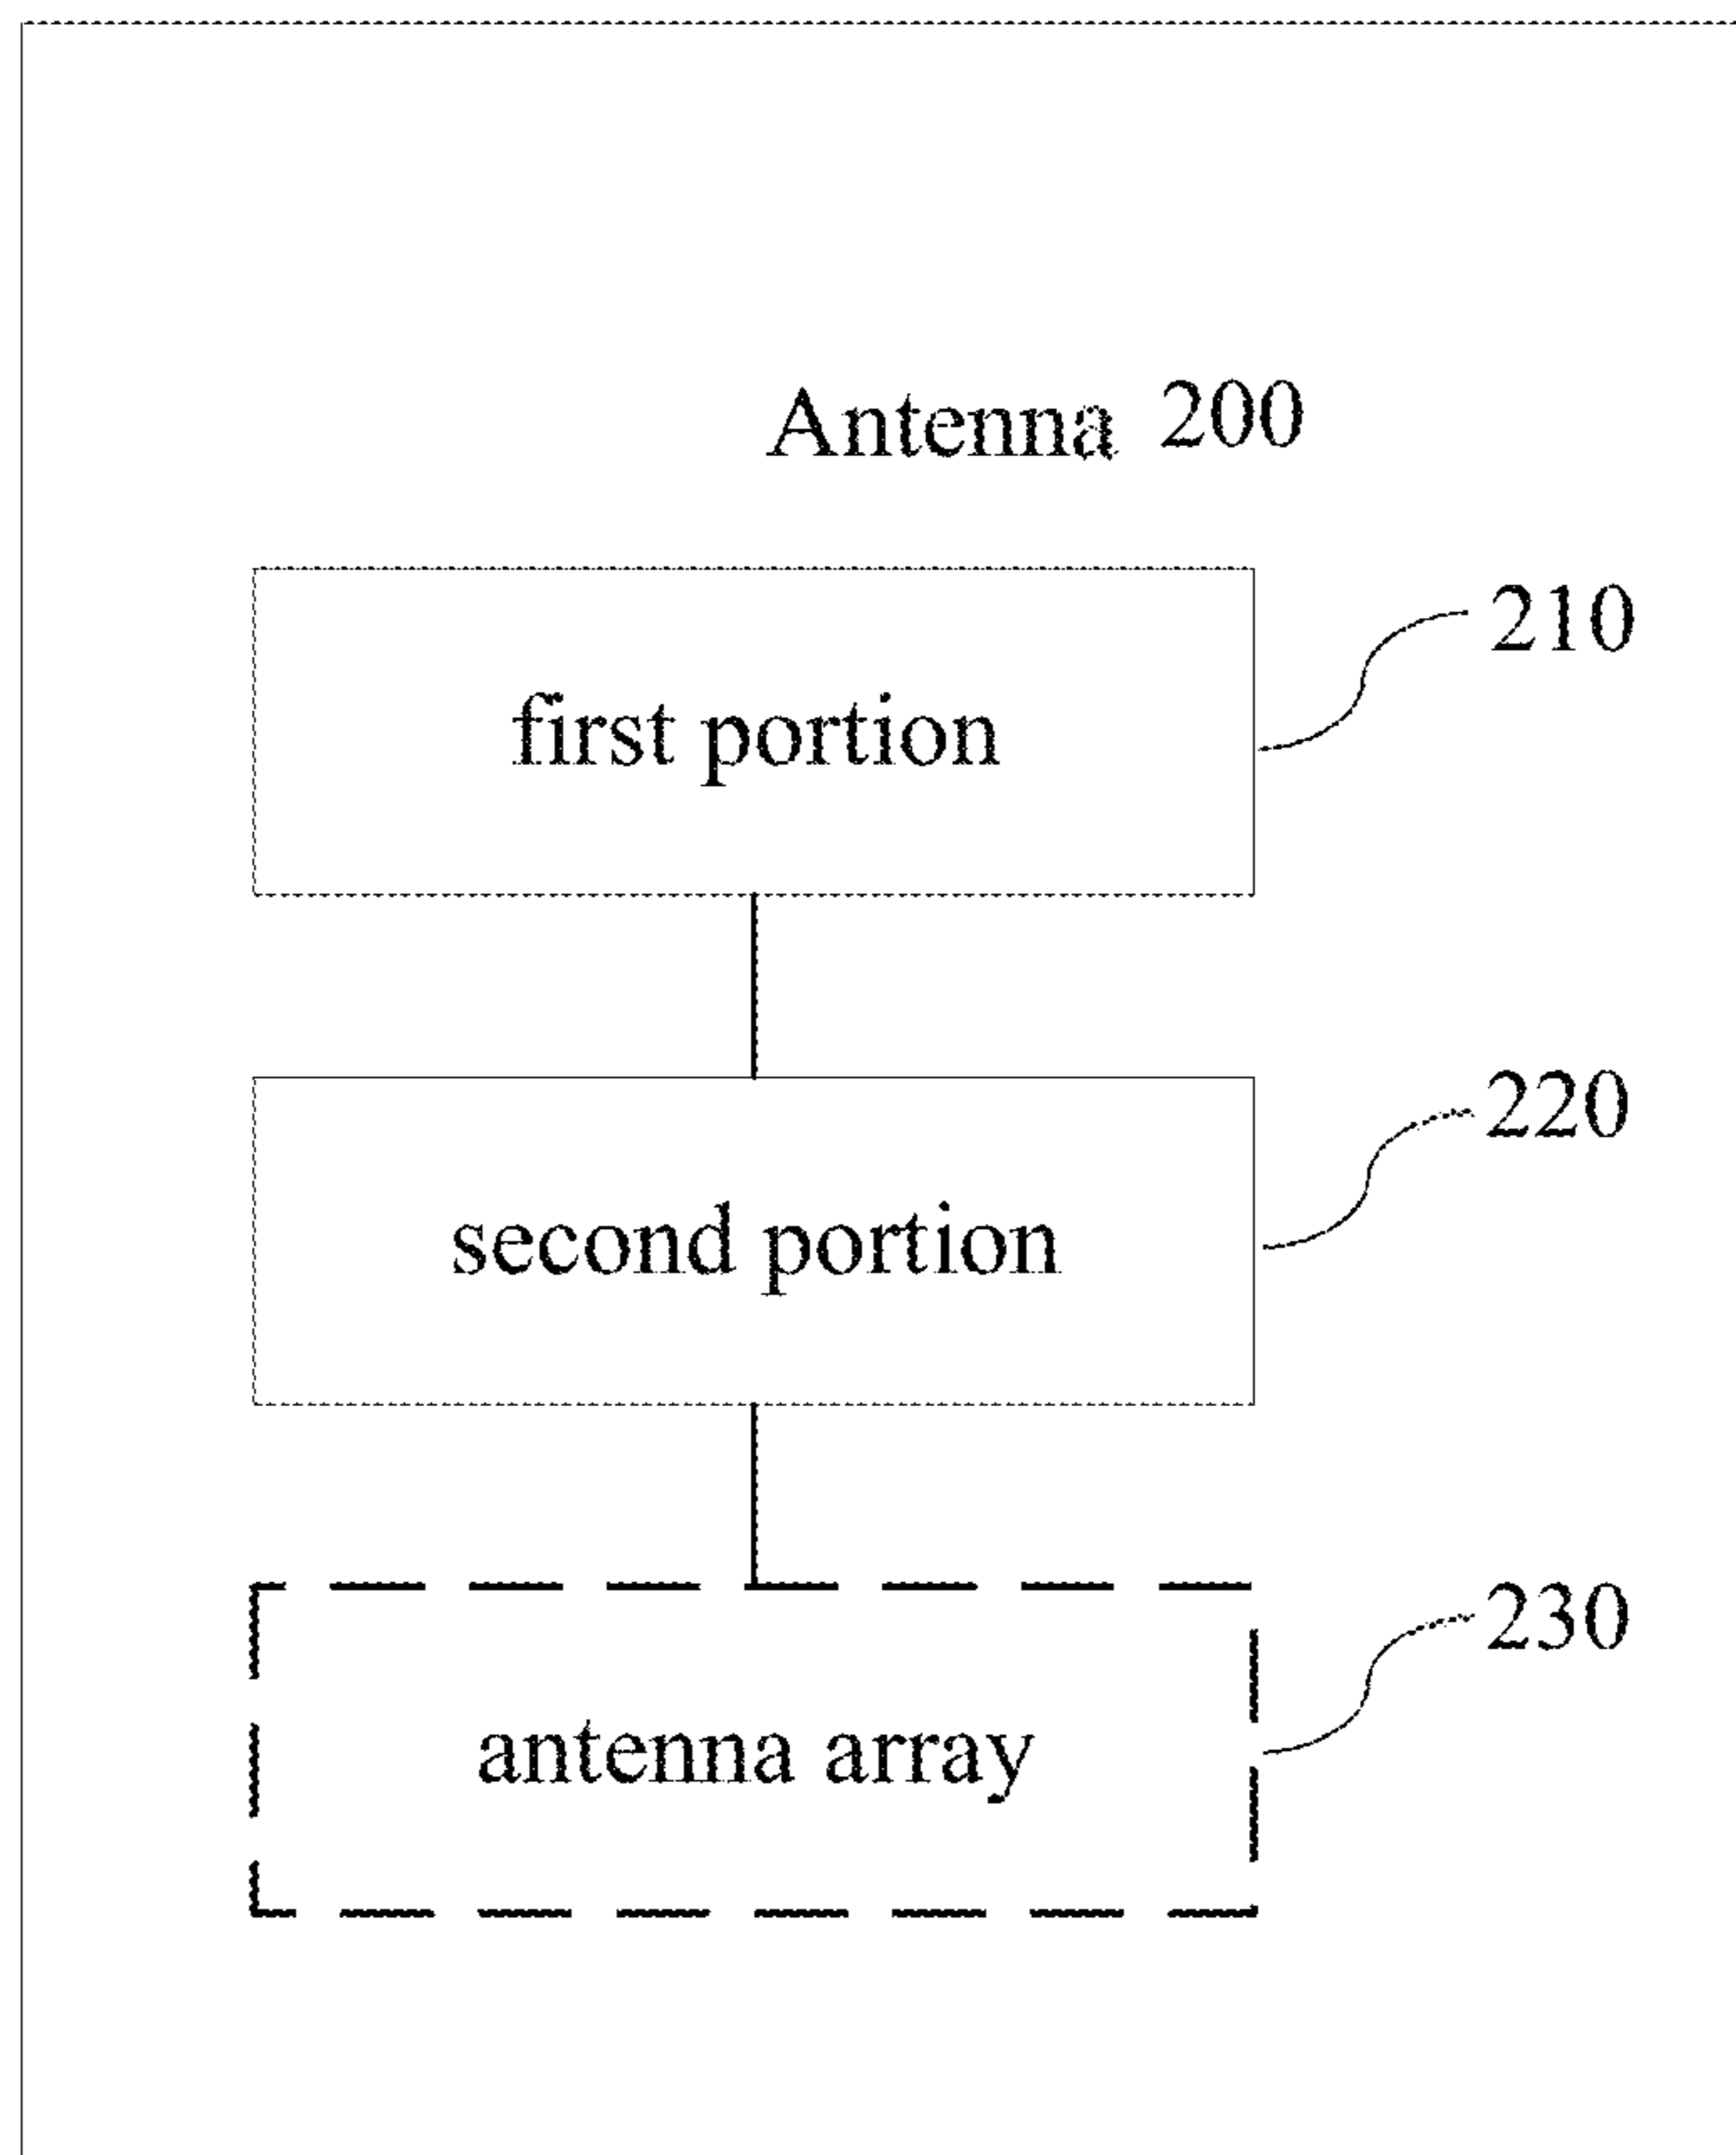 Antenna 200
210
first portion
220
second portion
230
antenna array